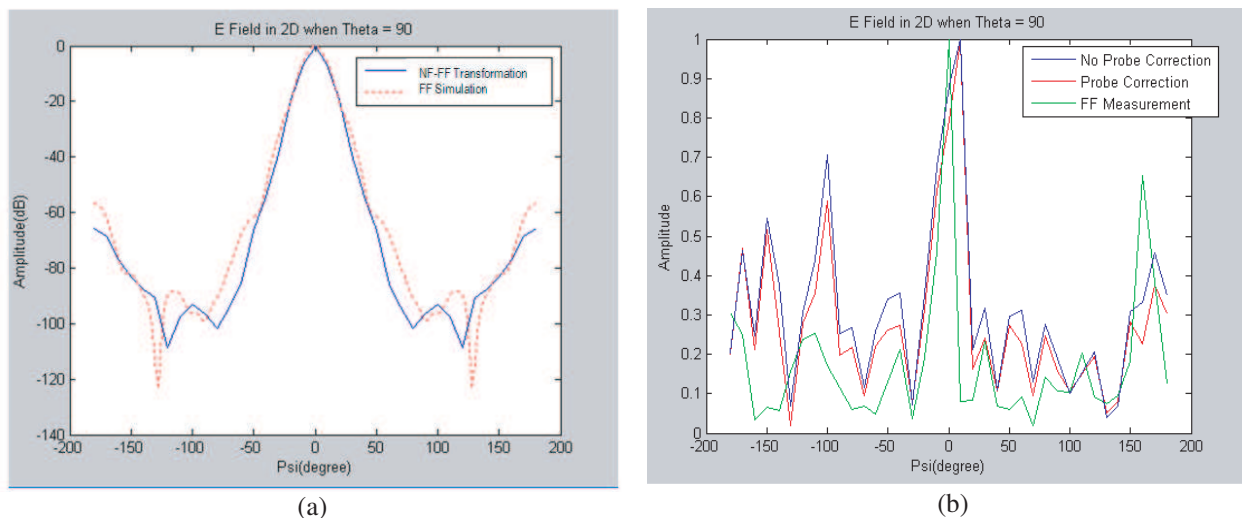 E Field in 2D when Theta = 90
0
-20
-40
-60
-80
-100
-120
-140
-200
-150
-100
-50
0
50
100
150
200
Amplitude(dB)
Psi(degree)
NF-FF Transformation
FF Simulation
(a)
E Field in 2D when Theta = 90
1
0.9
0.8
0.7
0.6
0.5
0.4
0.3
0.2
0.1
0
-200
-150
-100
-50
0
50
100
150
200
Amplitude
Psi(degree)
No Probe Correction
Probe Correction
FF Measurement
(b)